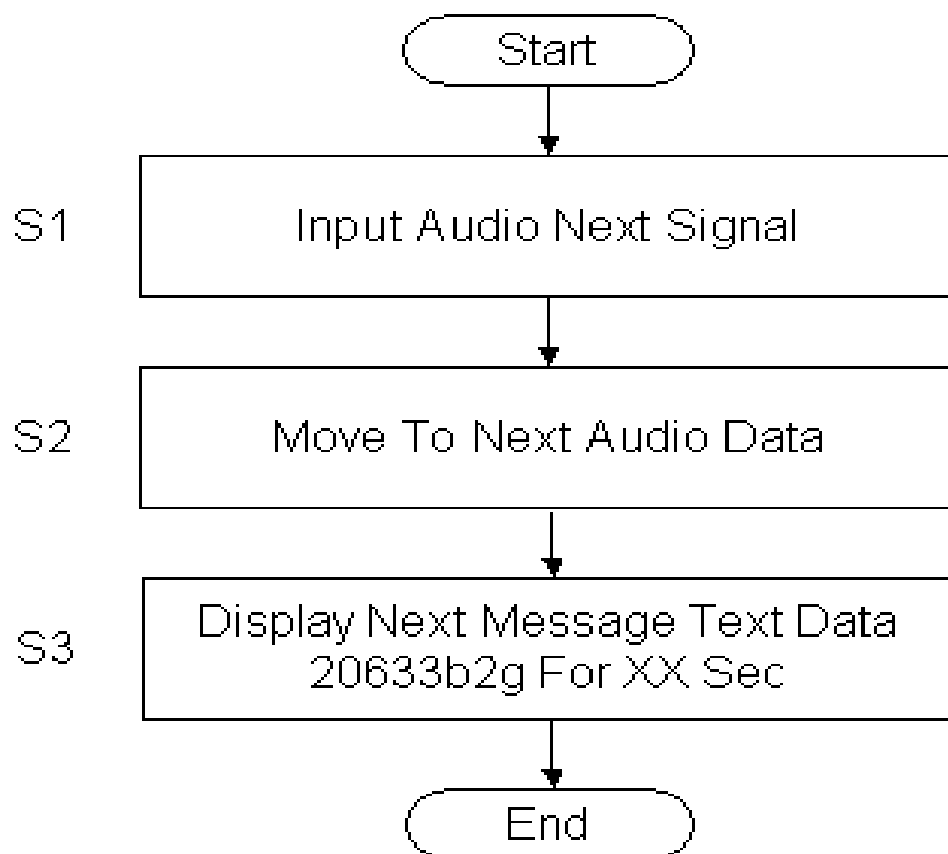 Start
S1
Input Audio Next Signal
S2
Move To Next Audio Data
S3
Display Next Message Text Data
20633b2g For XX Sec
End